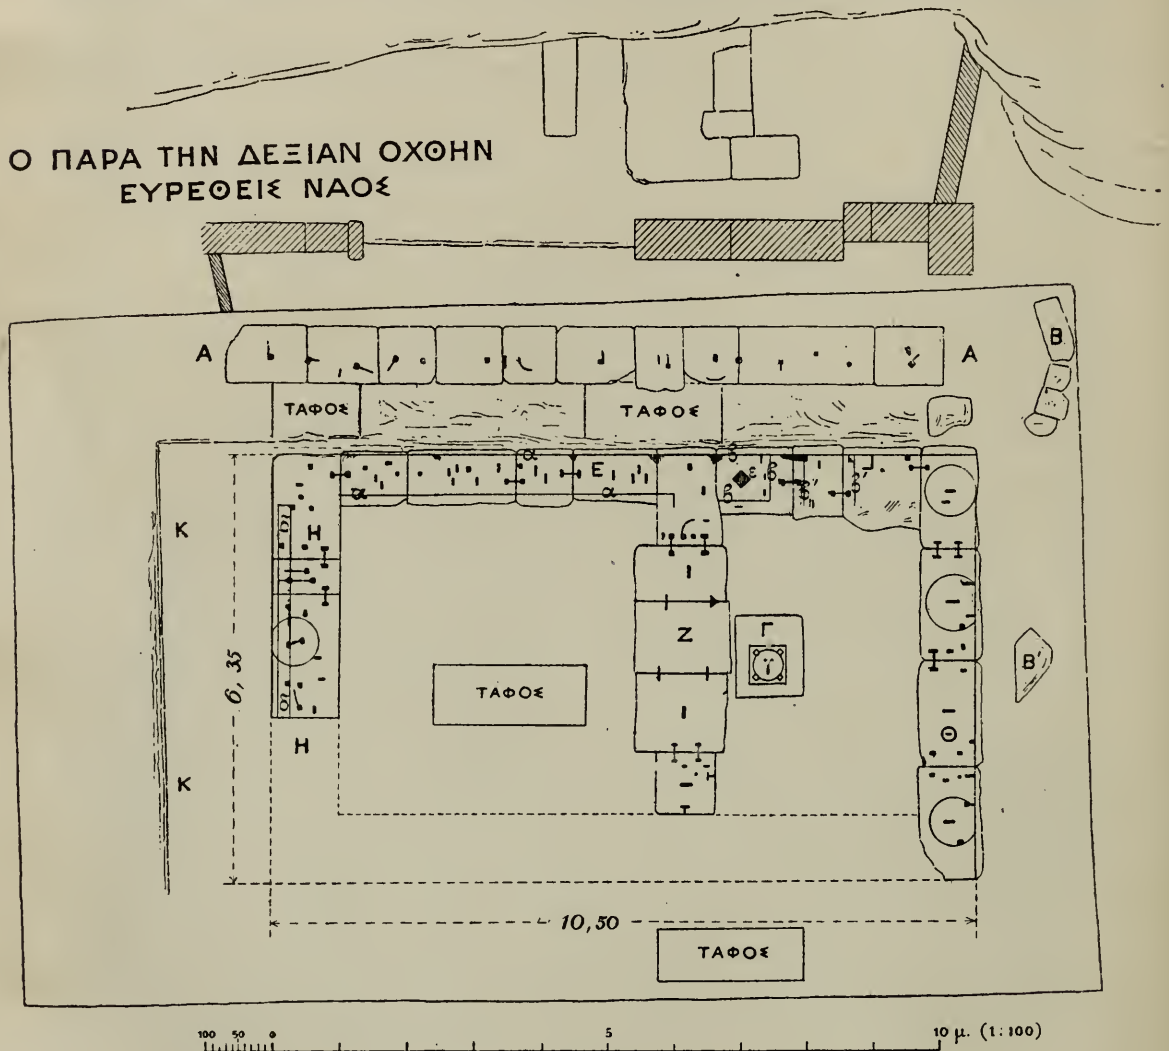 Ο ΠΑΡΑ ΤΗΝ ΔΕΞΙΑΝ ΟΧΘΗΝ
ΕΥΡΕΘΕΙΣ ΝΑΟΣ
Α Α Β
ΤΑΦΟΣ ΤΑΦΟΣ
α Ε α β β β β ε Γ
Κ Η Ζ Γ γ Β'
6,35 ΤΑΦΟΣ
Η Θ
Κ
10,50
ΤΑΦΟΣ
100 50 0 5 10 μ. (1:100)